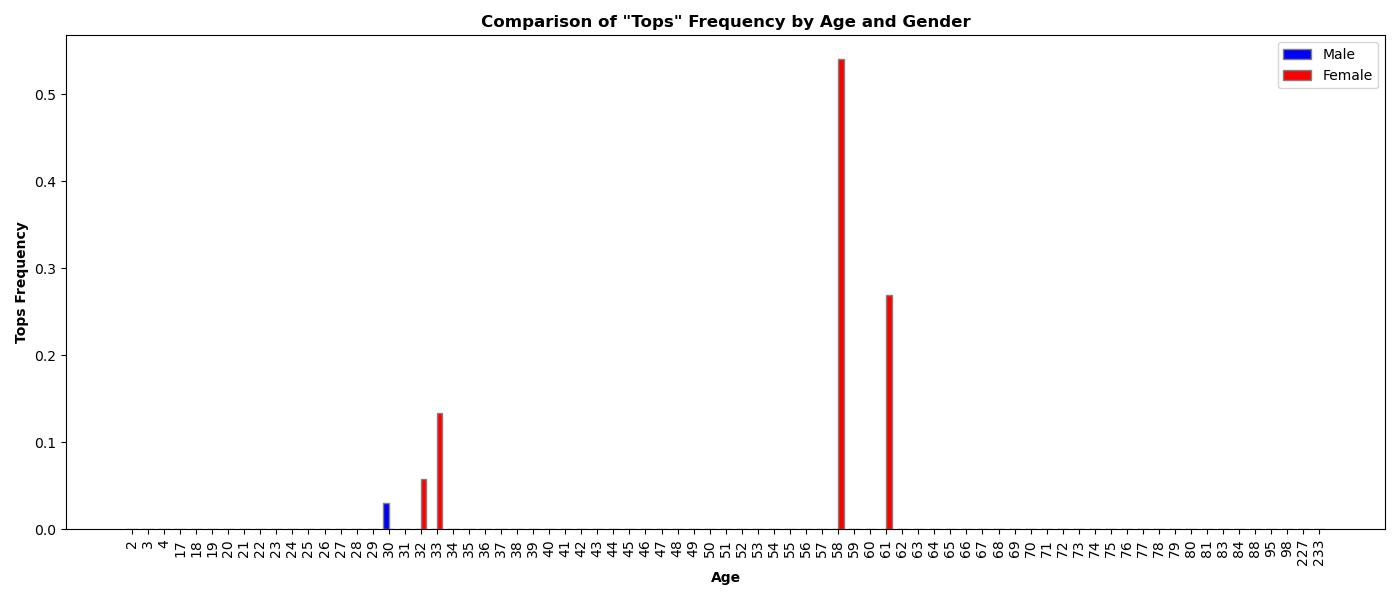 Comparison of "Tops" Frequency by Age and Gender
Male
Female
Tops Frequency
0.5
0.4
0.3
0.2
0.1
0.0
2 3 4 17 18 19 20 21 22 23 24 25 26 27 28 29 30 31 32 33 34 35 36 37 38 39 40 41 42 43 44 45 46 47 48 49 50 51 52 53 54 55 56 57 58 59 60 61 62 63 64 65 66 67 68 69 70 71 72 73 74 75 76 77 78 79 80 81 83 84 88 95 98 227 233
Age